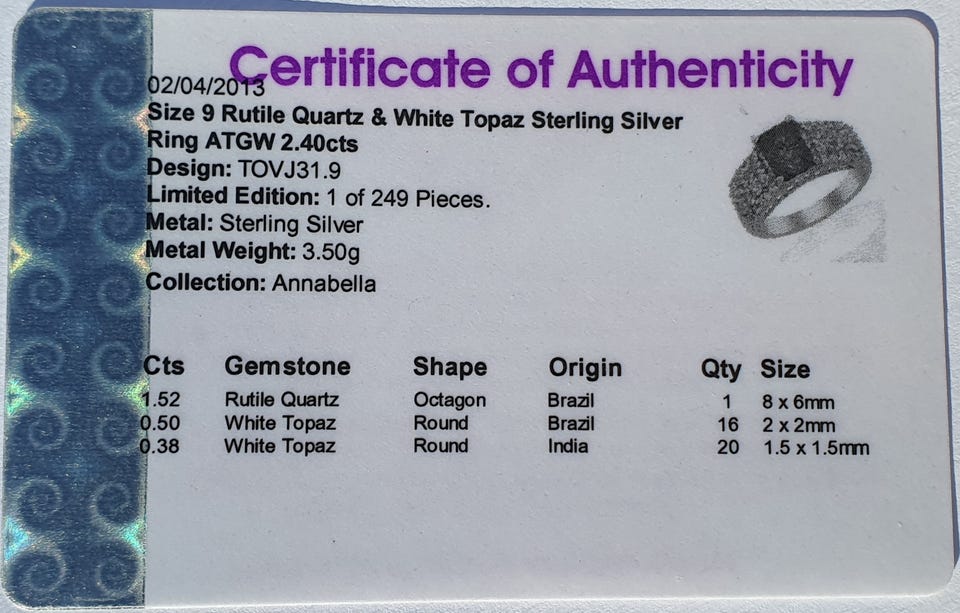 Certificate of Authenticity
02/04/2013
Size 9 Rutile Quartz & White Topaz Sterling Silver
Ring ATGW 2.40cts
Design: TOVJ31.9
Limited Edition: 1 of 249 Pieces.
Metal: Sterling Silver
Metal Weight: 3.50g
Collection: Annabella
Cts Gemstone Shape Origin Qty Size
1.52 Rutile Quartz Octagon Brazil 1 8 x 6mm
0.50 White Topaz Round Brazil 16 2 x 2mm
0.38 White Topaz Round India 20 1.5 x 1.5mm